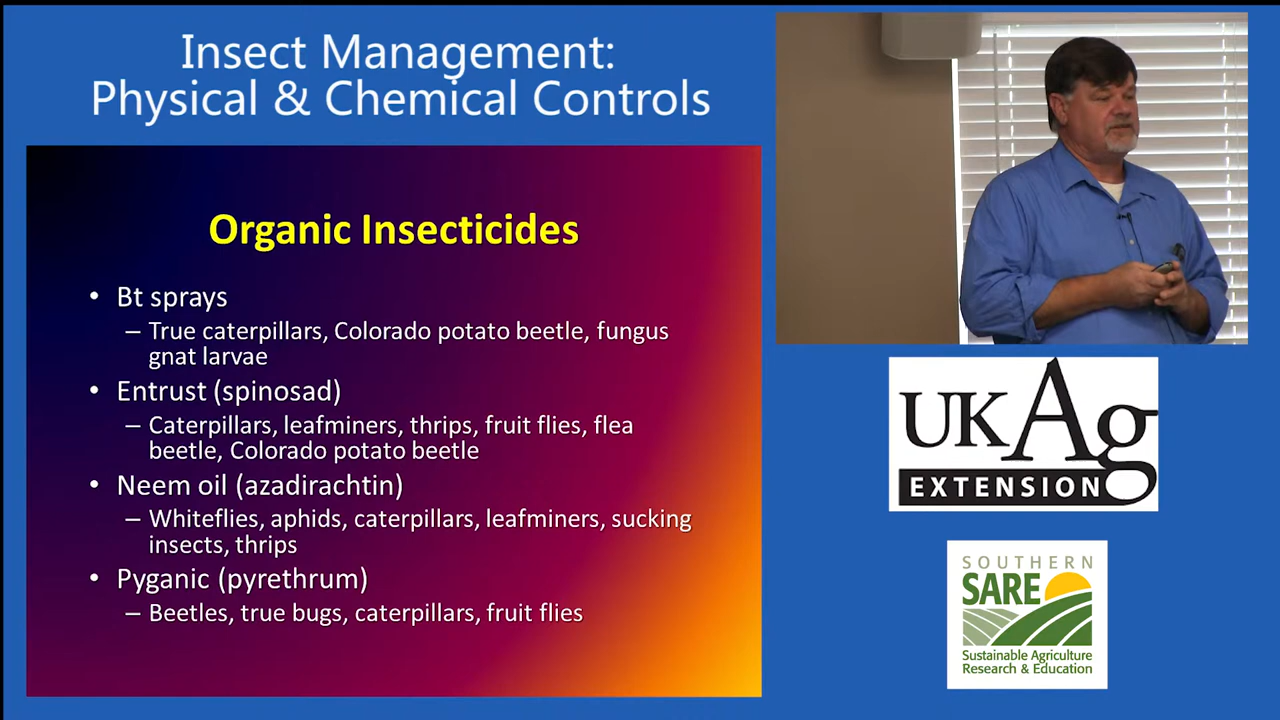 Insect Management:
Physical & Chemical Controls
Organic Insecticides
• Bt sprays
– True caterpillars, Colorado potato beetle, fungus
gnat larvae
• Entrust (spinosad)
– Caterpillars, leafminers, thrips, fruit flies, flea
beetle, Colorado potato beetle
• Neem oil (azadirachtin)
– Whiteflies, aphids, caterpillars, leafminers, sucking
insects, thrips
• Pyganic (pyrethrum)
– Beetles, true bugs, caterpillars, fruit flies
UKAg
EXTENSION
SOUTHERN
SARE
Sustainable Agriculture
Research & Education